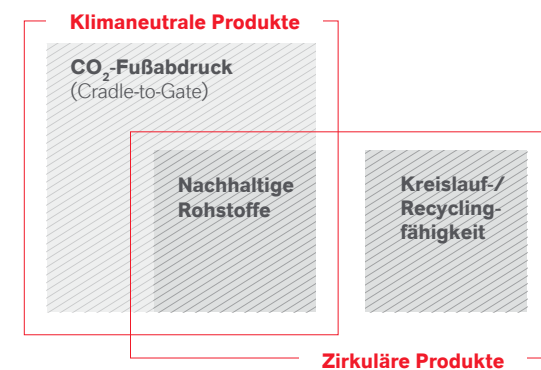 Klimaneutrale Produkte
CO₂-Fußabdruck
(Cradle-to-Gate)
Nachhaltige
Rohstoffe
Kreislauf-/
Recycling-
fähigkeit
Zirkuläre Produkte